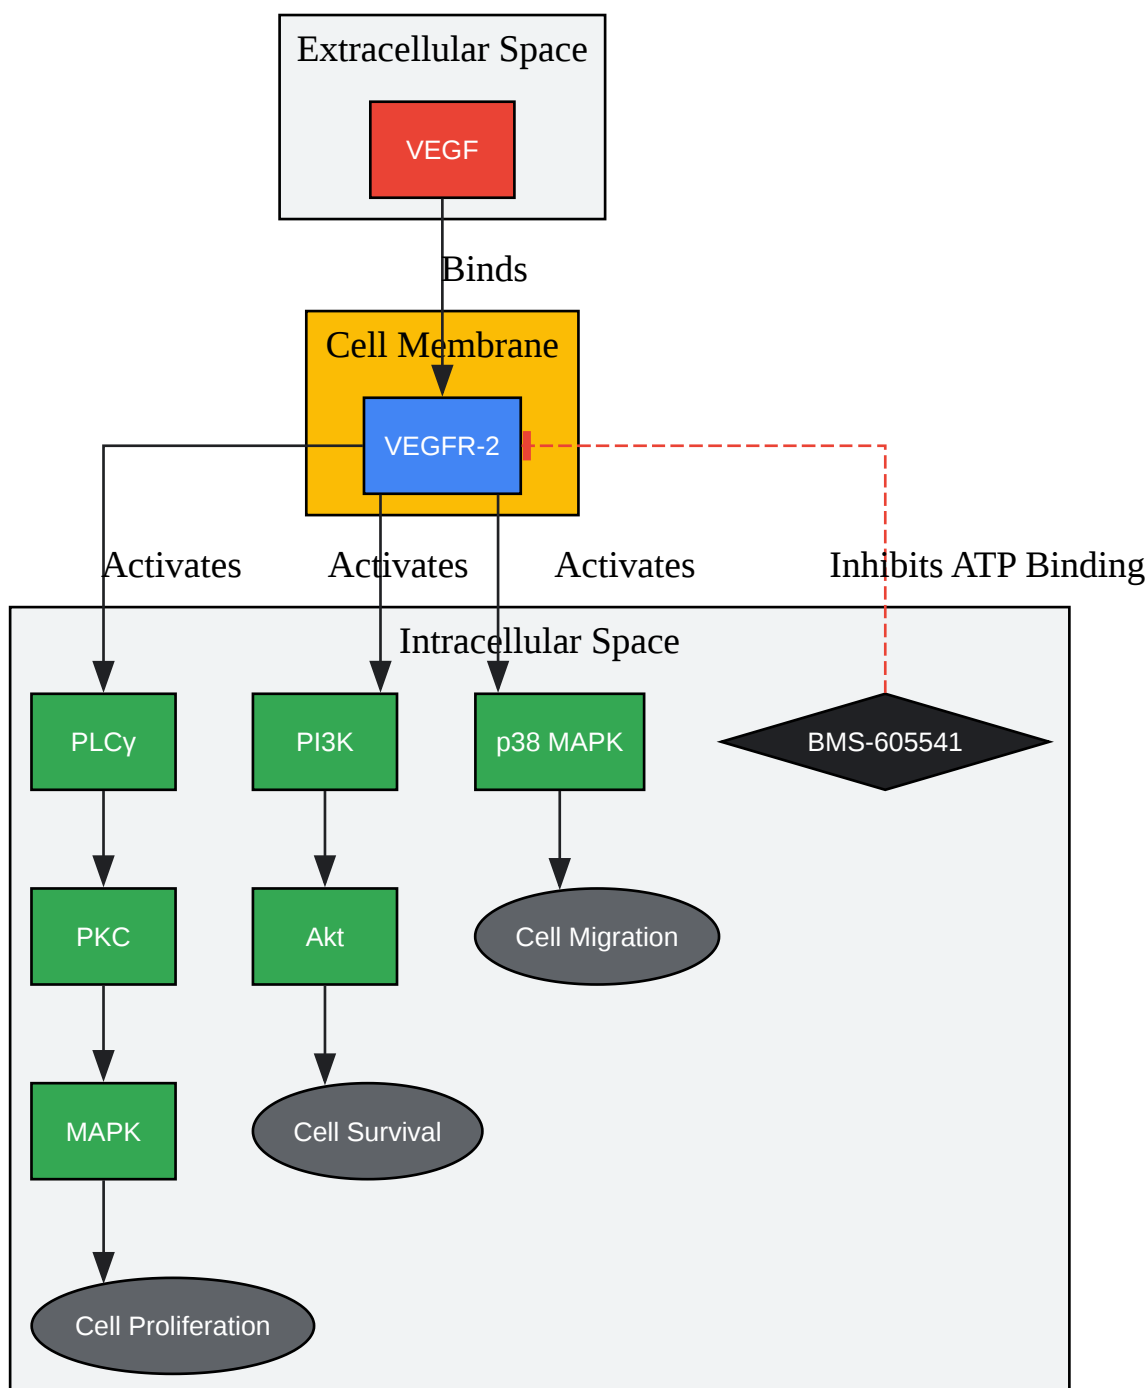 Extracellular Space
VEGF
Binds
Cell Membrane
VEGFR-2
Activates
Activates
Activates
Inhibits ATP Binding
Intracellular Space
PLCγ
PI3K
p38 MAPK
BMS-605541
PKC
Akt
Cell Migration
MAPK
Cell Survival
Cell Proliferation